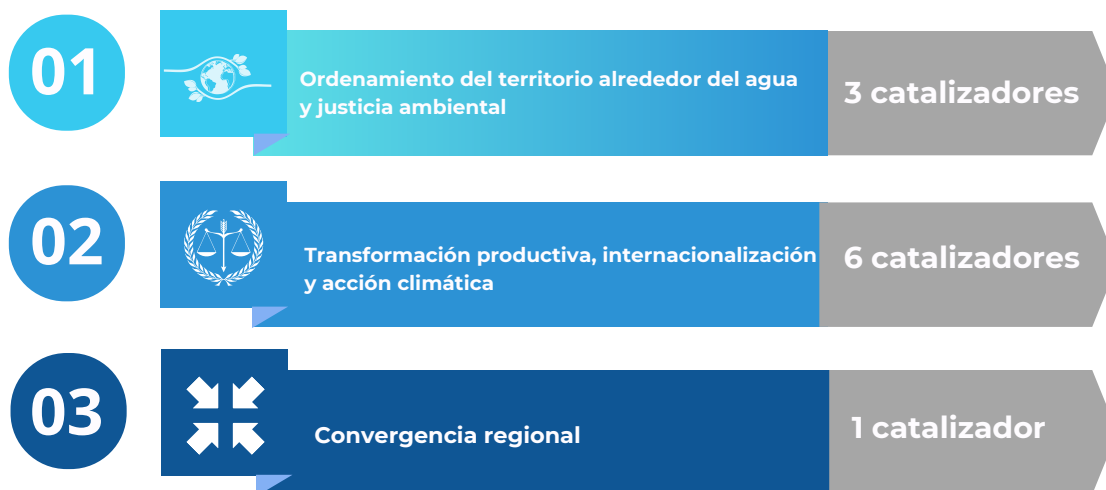 01
Ordenamiento del territorio alrededor del agua
y justicia ambiental
3 catalizadores
02
Transformación productiva, internacionalización
y acción climática
6 catalizadores
03
Convergencia regional
1 catalizador